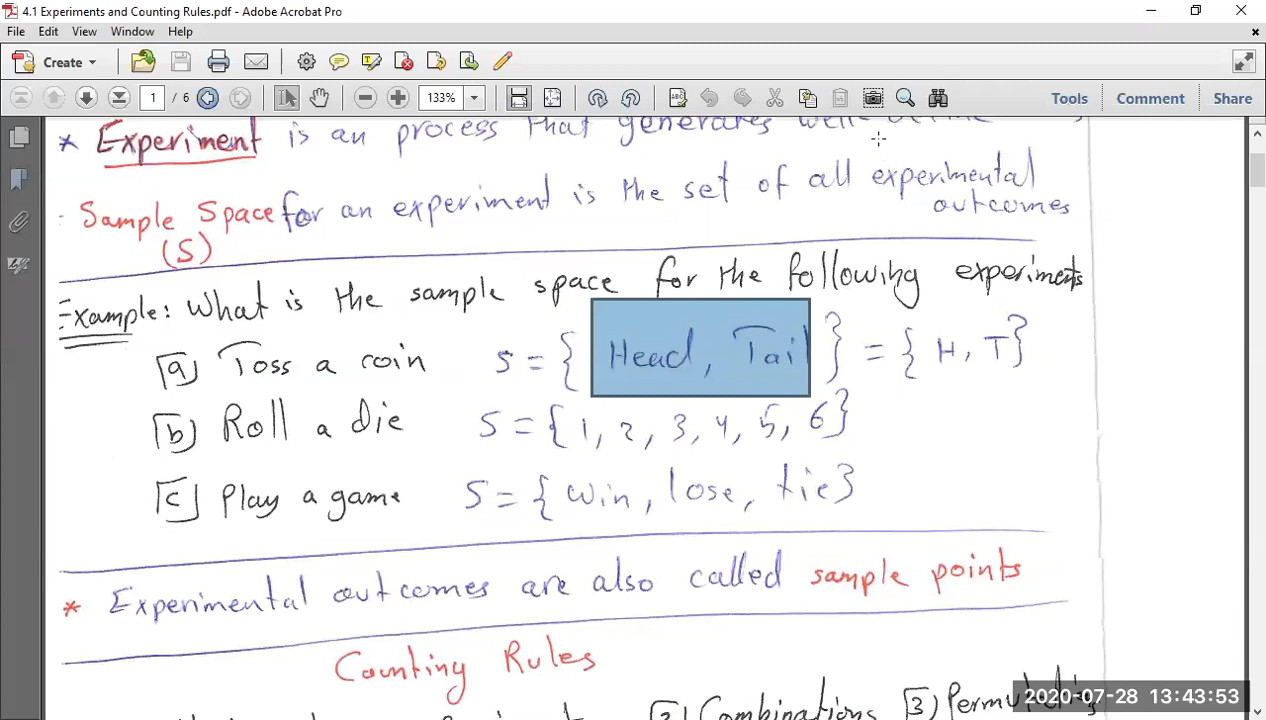 4.1 Experiments and Counting Rules.pdf - Adobe Acrobat Pro
File Edit View Window Help
Create
1 / 6 133% Tools Comment Share
* Experiment is an process that generates well
Sample Space for an experiment is the set of all experimental
outcomes
(S)
Example: What is the sample space for the following experiments
[a] Toss a coin S = { Head, Tail } = { H, T }
[b] Roll a die S = { 1, 2, 3, 4, 5, 6 }
[c] Play a game S = { win, lose, tie }
* Experimental outcomes are also called sample points
Counting Rules
[2] Combinations [3] Permutations
2020-07-28 13:43:53